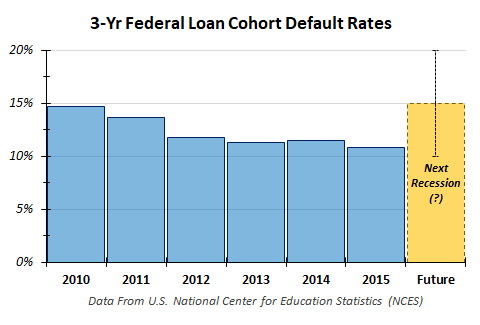 3-Yr Federal Loan Cohort Default Rates
20%
15%
10%
5%
0%
Next
Recession
(?)
2010 2011 2012 2013 2014 2015 Future
Data From U.S. National Center for Education Statistics (NCES)